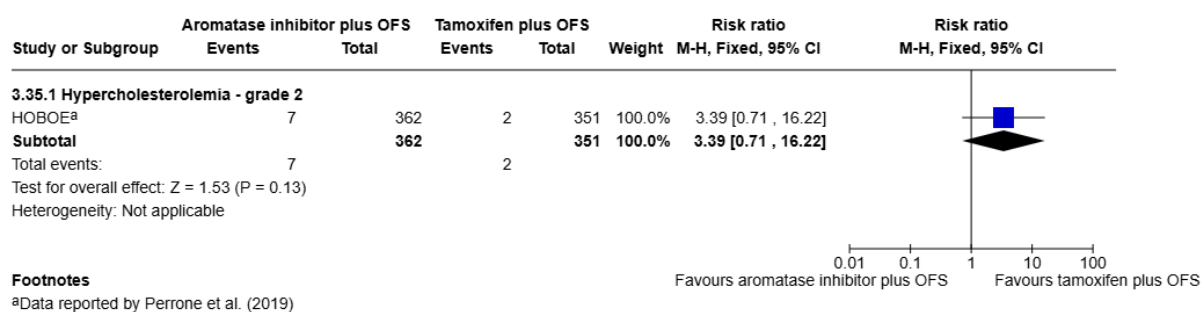 Aromatase inhibitor plus OFS Tamoxifen plus OFS Risk ratio Risk ratio
Study or Subgroup Events Total Events Total Weight M-H, Fixed, 95% CI M-H, Fixed, 95% CI
3.35.1 Hypercholesterolemia - grade 2
HOBOEa 7 362 2 351 100.0% 3.39 [0.71 , 16.22]
Subtotal 362 351 100.0% 3.39 [0.71 , 16.22]
Total events: 7 2
Test for overall effect: Z = 1.53 (P = 0.13)
Heterogeneity: Not applicable
0.01 0.1 1 10 100
Footnotes Favours aromatase inhibitor plus OFS Favours tamoxifen plus OFS
aData reported by Perrone et al. (2019)